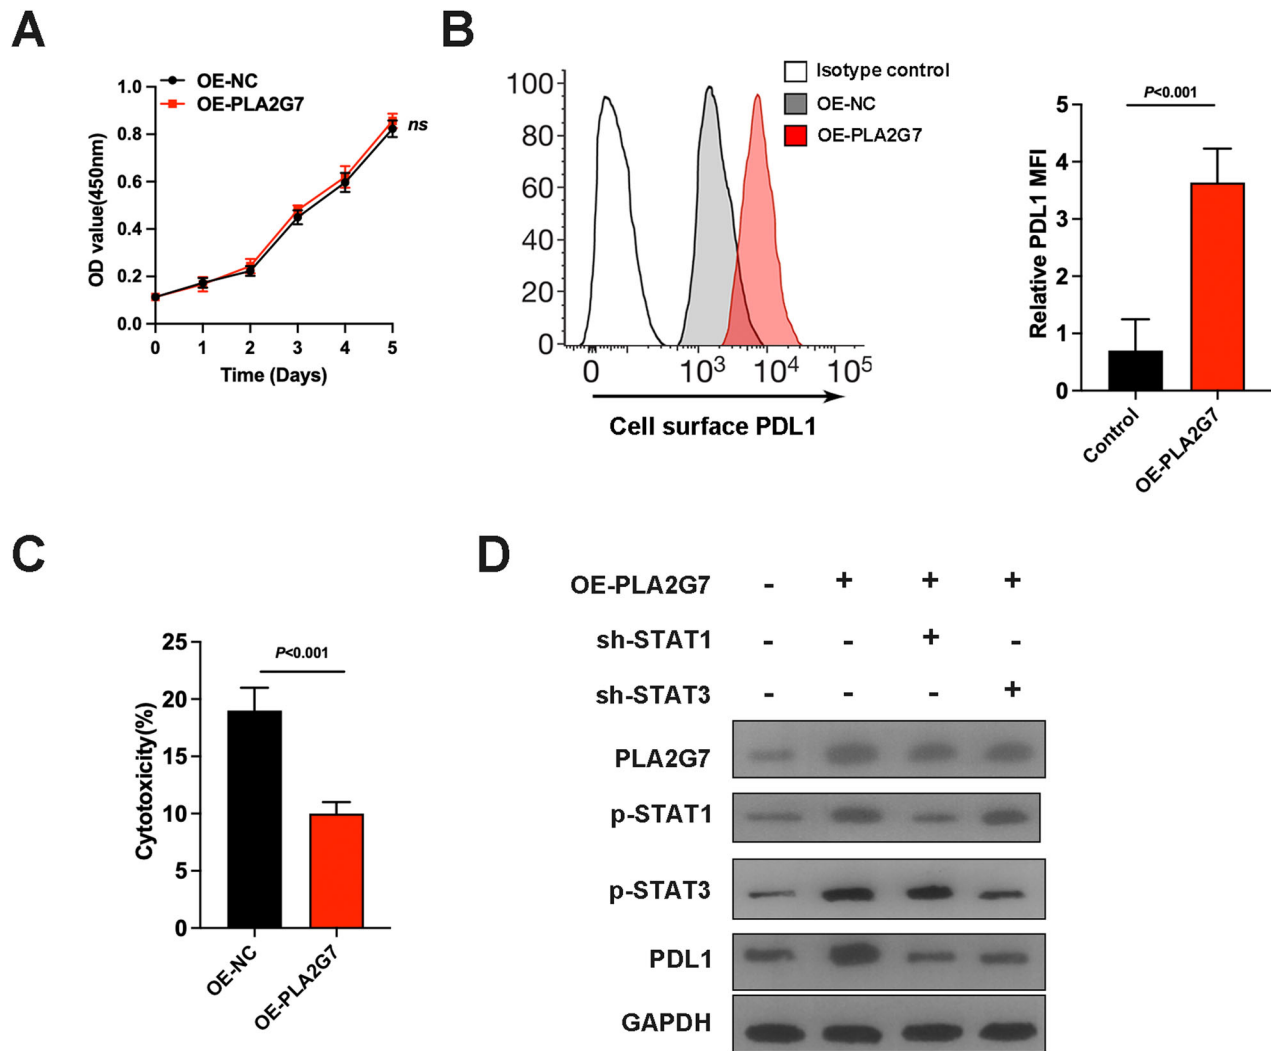 A
OE-NC
OE-PLA2G7
ns
OD value(450nm)
1.0
0.8
0.6
0.4
0.2
0.0
0 1 2 3 4 5
Time (Days)
B
Isotype control
OE-NC
OE-PLA2G7
100
80
60
40
20
0
0 10³ 10⁴ 10⁵
Cell surface PDL1
P<0.001
Relative PDL1 MFI
5
4
3
2
1
0
Control
OE-PLA2G7
C
P<0.001
Cytotoxicity(%)
25
20
15
10
5
0
OE-NC
OE-PLA2G7
D
OE-PLA2G7 - + + +
sh-STAT1 - - + -
sh-STAT3 - - - +
PLA2G7
p-STAT1
p-STAT3
PDL1
GAPDH